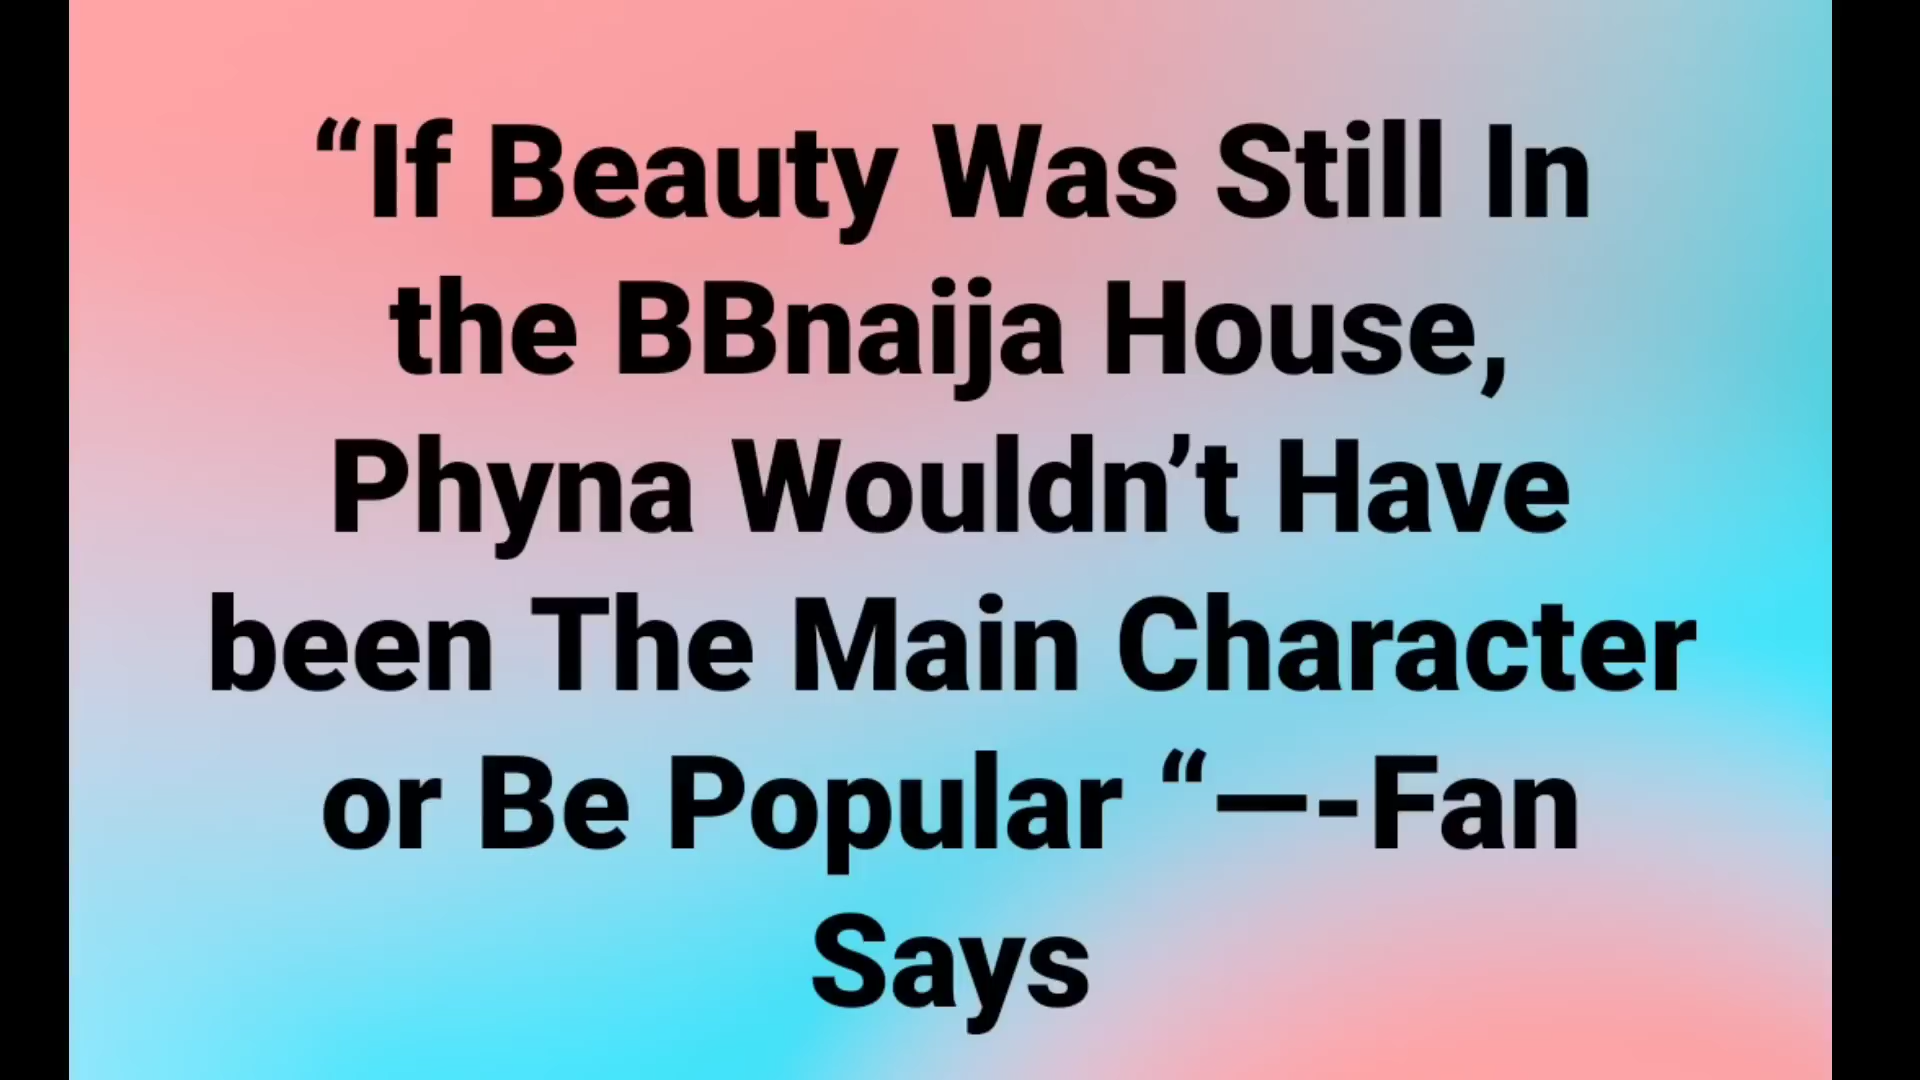 “If Beauty Was Still In
the BBnaija House,
Phyna Wouldn’t Have
been The Main Character
or Be Popular “—-Fan
Says